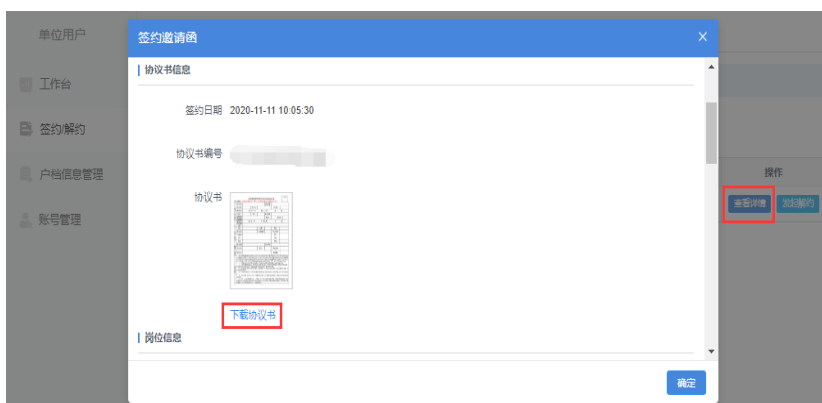 单位用户
签约邀请函
工作台
签约/解约
户档信息管理
账号管理
协议书信息
签约日期 2020-11-11 10:05:30
协议书编号
协议书
下载协议书
岗位信息
确定
操作
查看详情 发起解约